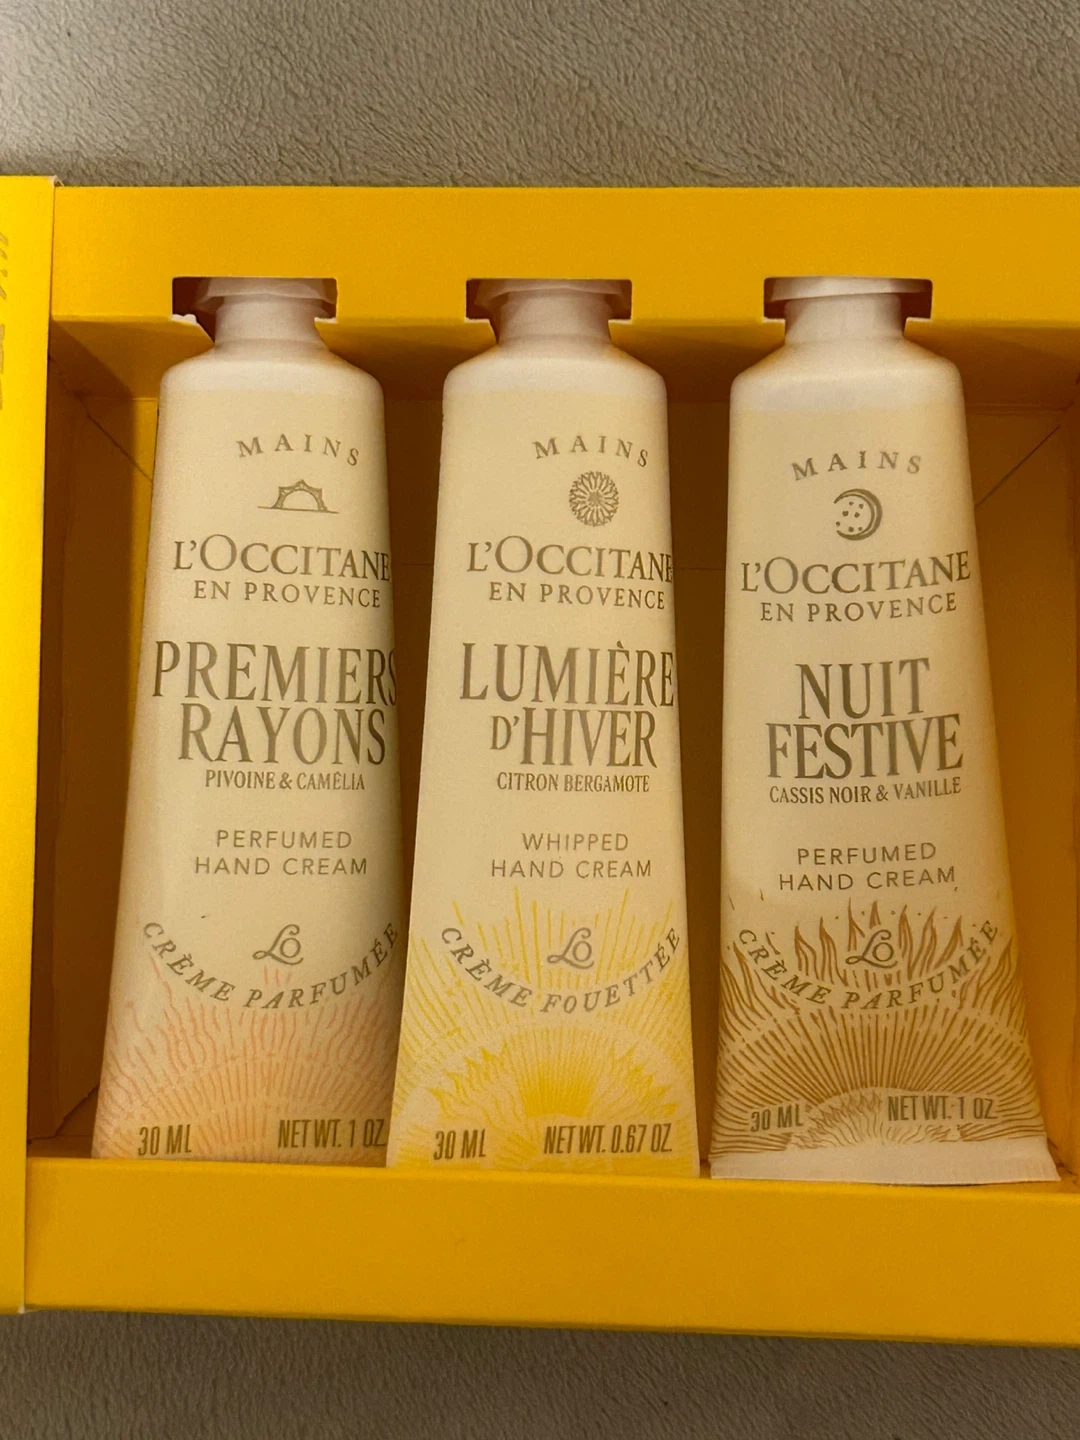 MAINS
L'OCCITANE
EN PROVENCE
PREMIERS
RAYONS
PIVOINE & CAMÉLIA
PERFUMED
HAND CREAM
LÔ
CRÈME PARFUMÉE
30 ML NET WT. 1 OZ.
MAINS
L'OCCITANE
EN PROVENCE
LUMIÈRE
D'HIVER
CITRON BERGAMOTE
WHIPPED
HAND CREAM
LÔ
CRÈME FOUETTÉE
30 ML NET WT. 0.67 OZ.
MAINS
L'OCCITANE
EN PROVENCE
NUIT
FESTIVE
CASSIS NOIR & VANILLE
PERFUMED
HAND CREAM
LÔ
CRÈME PARFUMÉE
30 ML NET WT. 1 OZ.